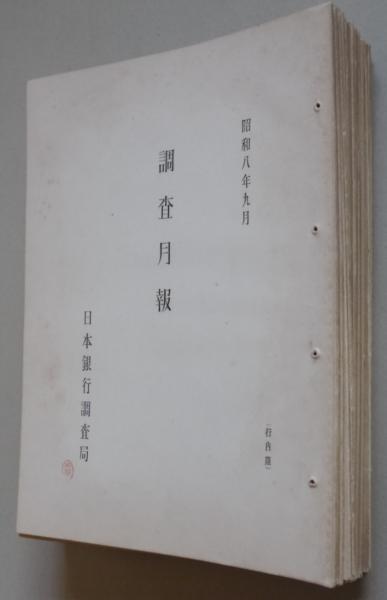 昭和八年九月
調査月報
日本銀行調査局
(行内限)